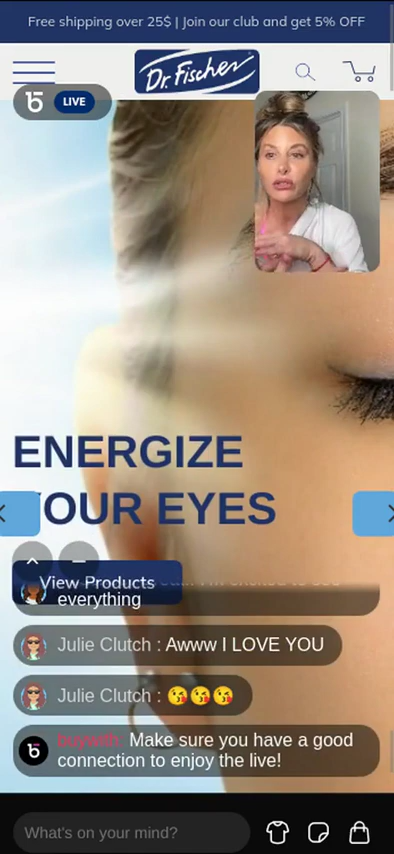 Free shipping over 25$ | Join our club and get 5% OFF
Dr. Fischer
LIVE
ENERGIZE
YOUR EYES
View Products
everything
Julie Clutch : Awww I LOVE YOU
Julie Clutch : 😘😘😘
buywith: Make sure you have a good
connection to enjoy the live!
What's on your mind?